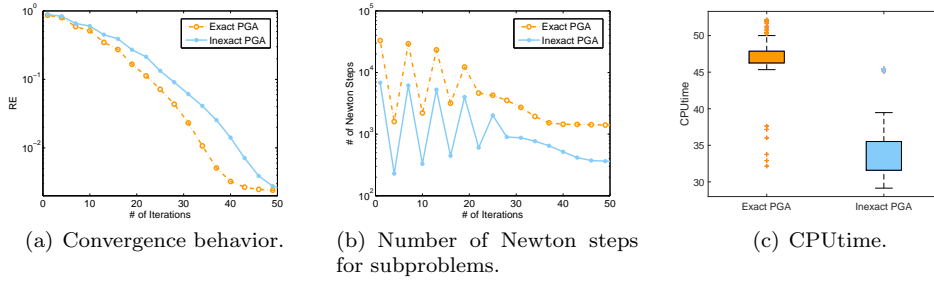 10^0
10^-1
10^-2
RE
0 10 20 30 40 50
# of Iterations
Exact PGA
Inexact PGA
(a) Convergence behavior.
10^5
10^4
10^3
10^2
# of Newton Steps
0 10 20 30 40 50
# of Iterations
Exact PGA
Inexact PGA
(b) Number of Newton steps
for subproblems.
50
45
40
35
30
CPUtime
Exact PGA Inexact PGA
(c) CPUtime.